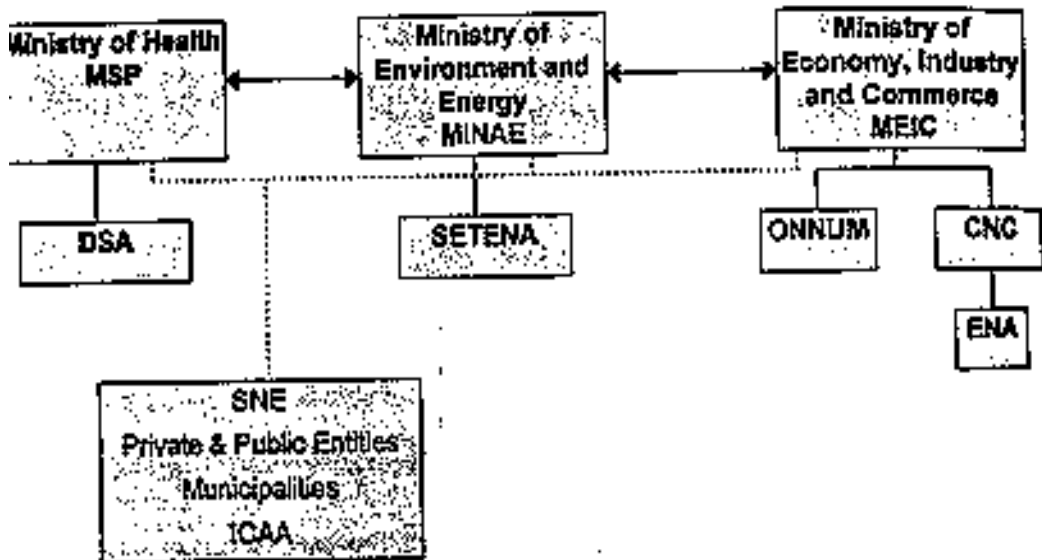 Ministry of Health
MSP
Ministry of
Environment and
Energy
MINAE
Ministry of
Economy, Industry
and Commerce
MEIC
DSA
SETENA
ONNUM
CNC
ENA
SNE
Private & Public Entities
Municipalities
ICAA